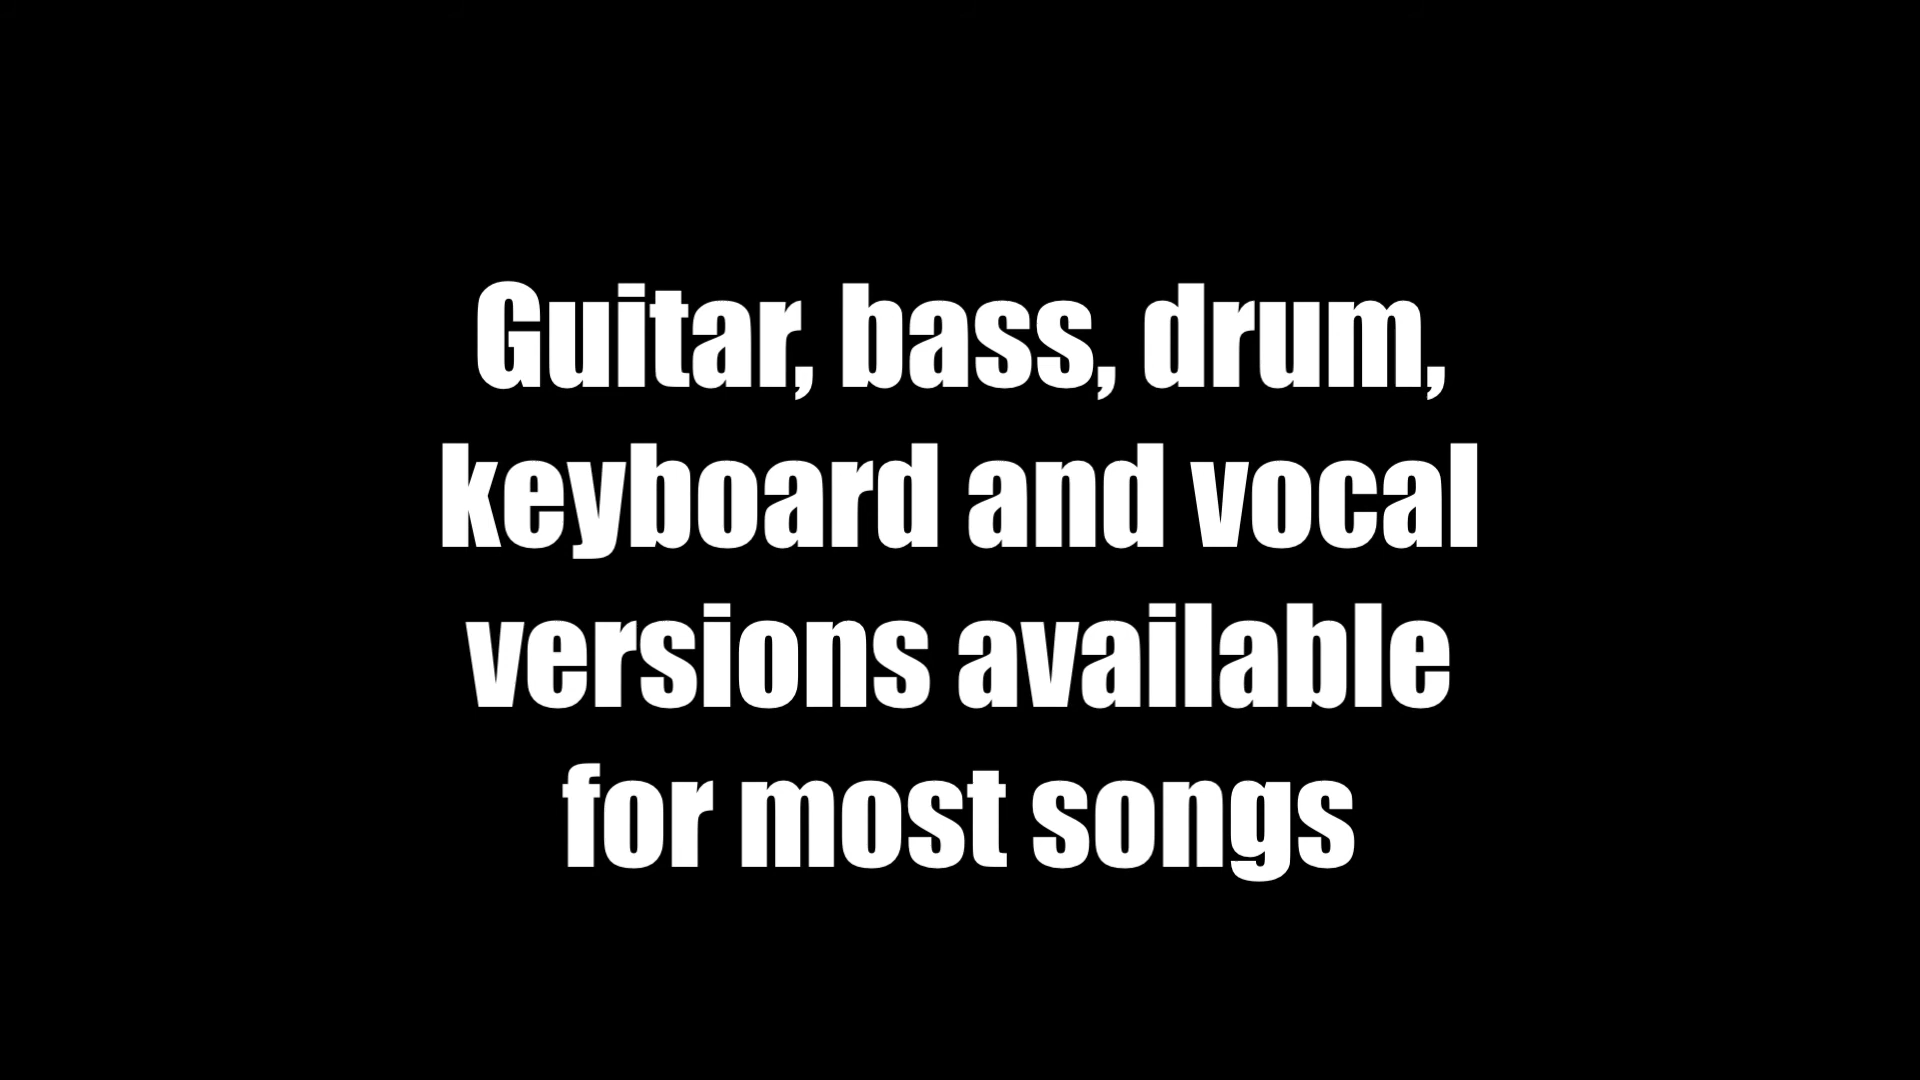 Guitar, bass, drum,
keyboard and vocal
versions available
for most songs